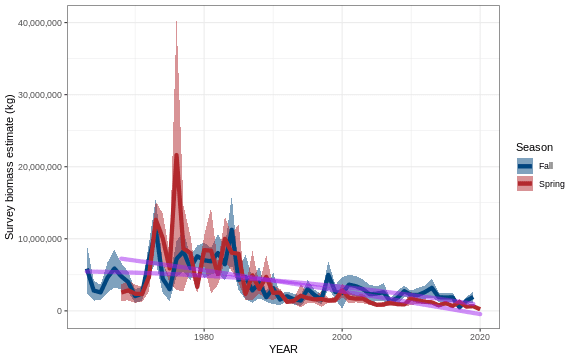 Survey biomass estimate (kg)
40,000,000
30,000,000
20,000,000
10,000,000
0
1980
2000
2020
YEAR
Season
Fall
Spring